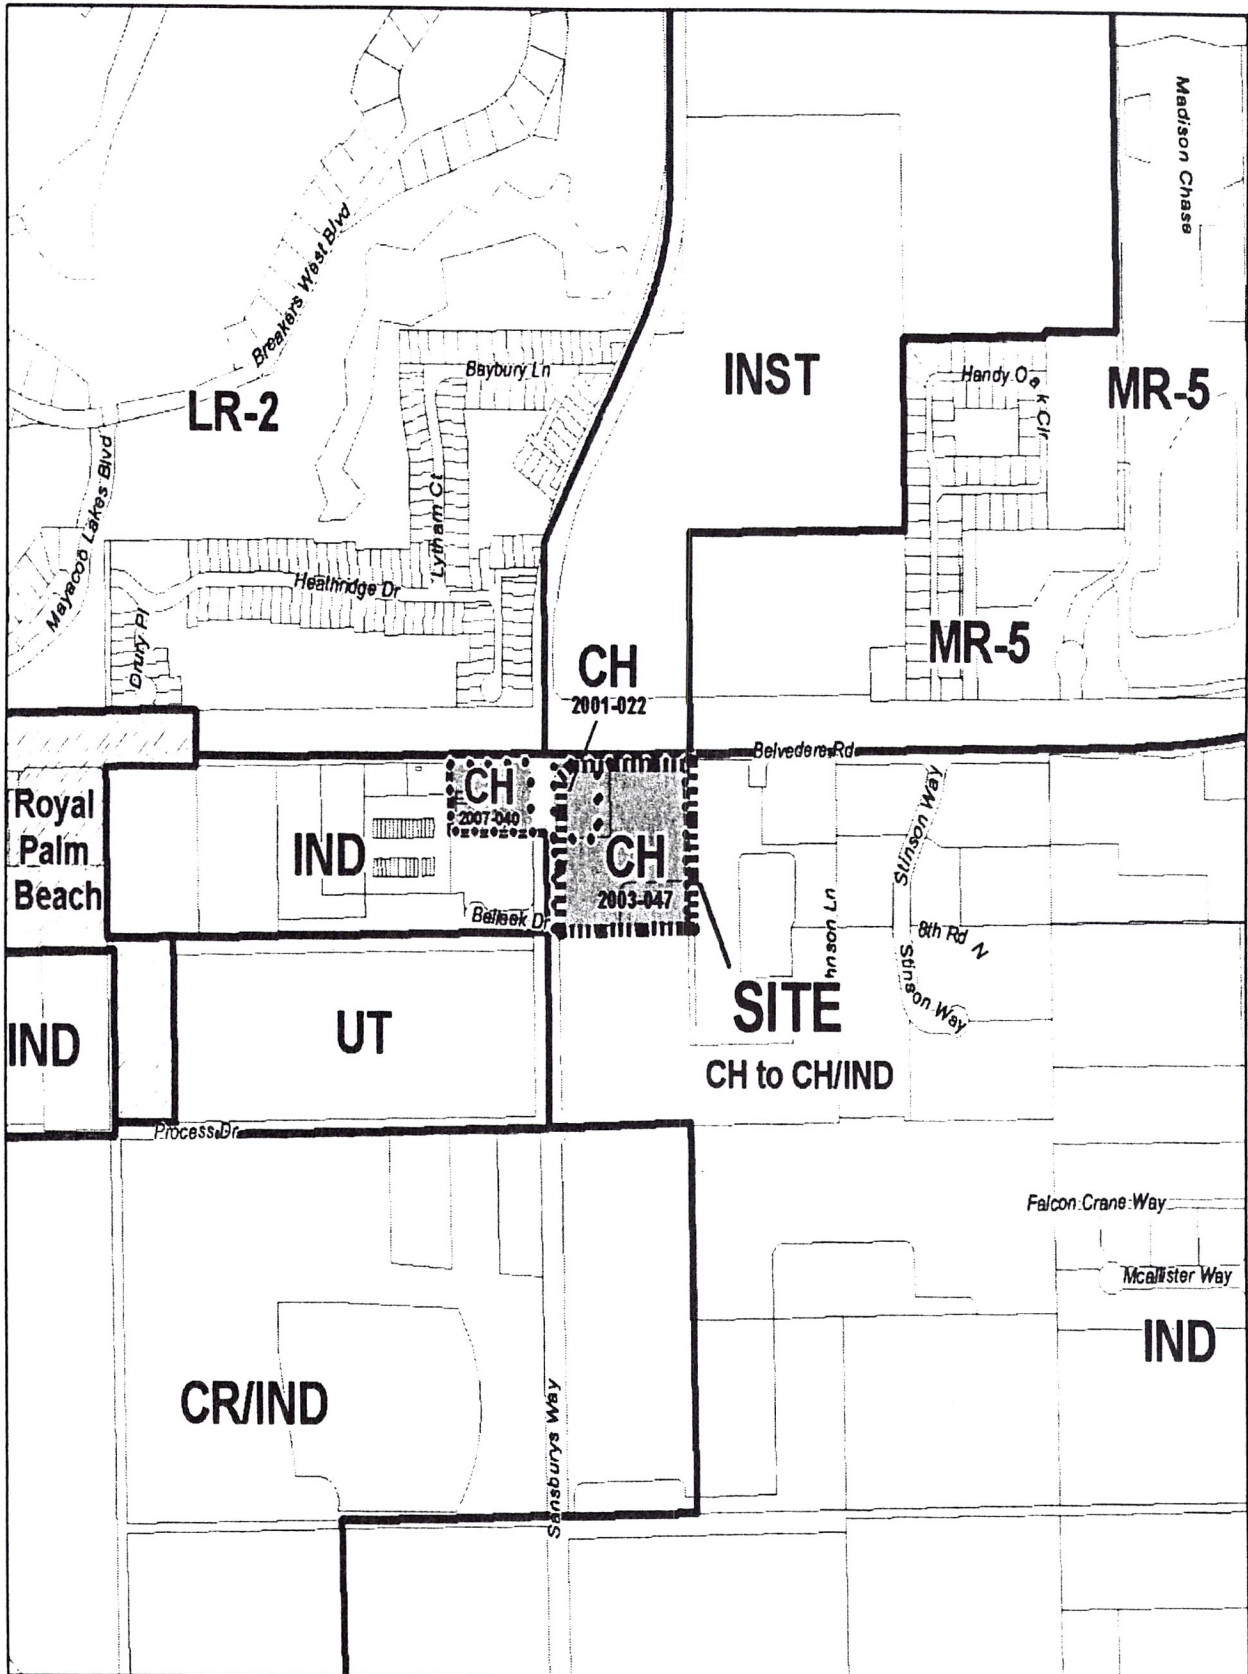 Madison Chase
Breakers West Blvd
Baybury Ln
INST
Handy Oak Cir
MR-5
LR-2
Mayacoo Lakes Blvd
Lytham Ct
Heathridge Dr
Drury Pl
MR-5
CH
2001-022
Belvedere Rd
Royal
Palm
Beach
IND
CH
2007-040
CH
2003-047
Stinson Way
Belleek Dr
hnson Ln
8th Rd N
Stinson Way
SITE
CH to CH/IND
IND
UT
Process Dr
Falcon Crane Way
Mcallister Way
IND
CR/IND
Sansburys Way